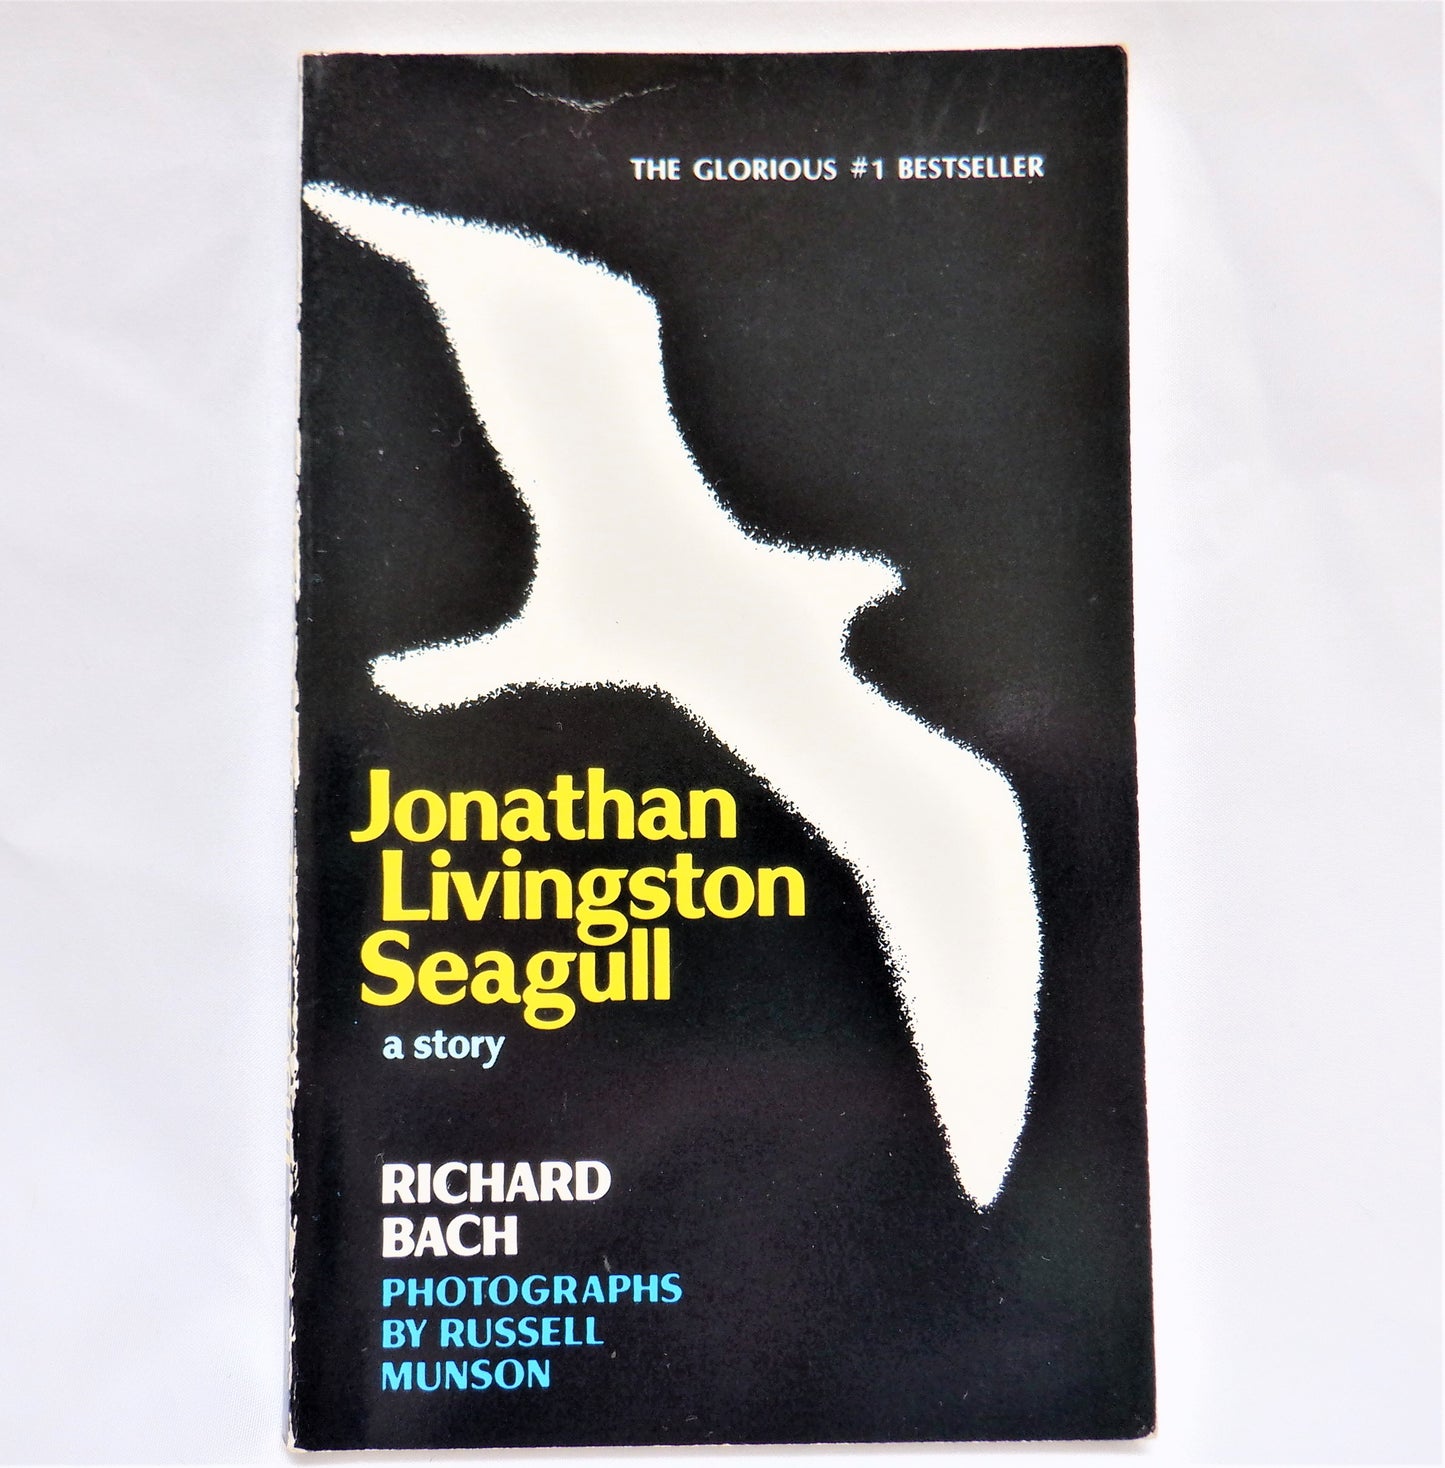 THE GLORIOUS #1 BESTSELLER
Jonathan
Livingston
Seagull
a story
RICHARD
BACH
PHOTOGRAPHS
BY RUSSELL
MUNSON